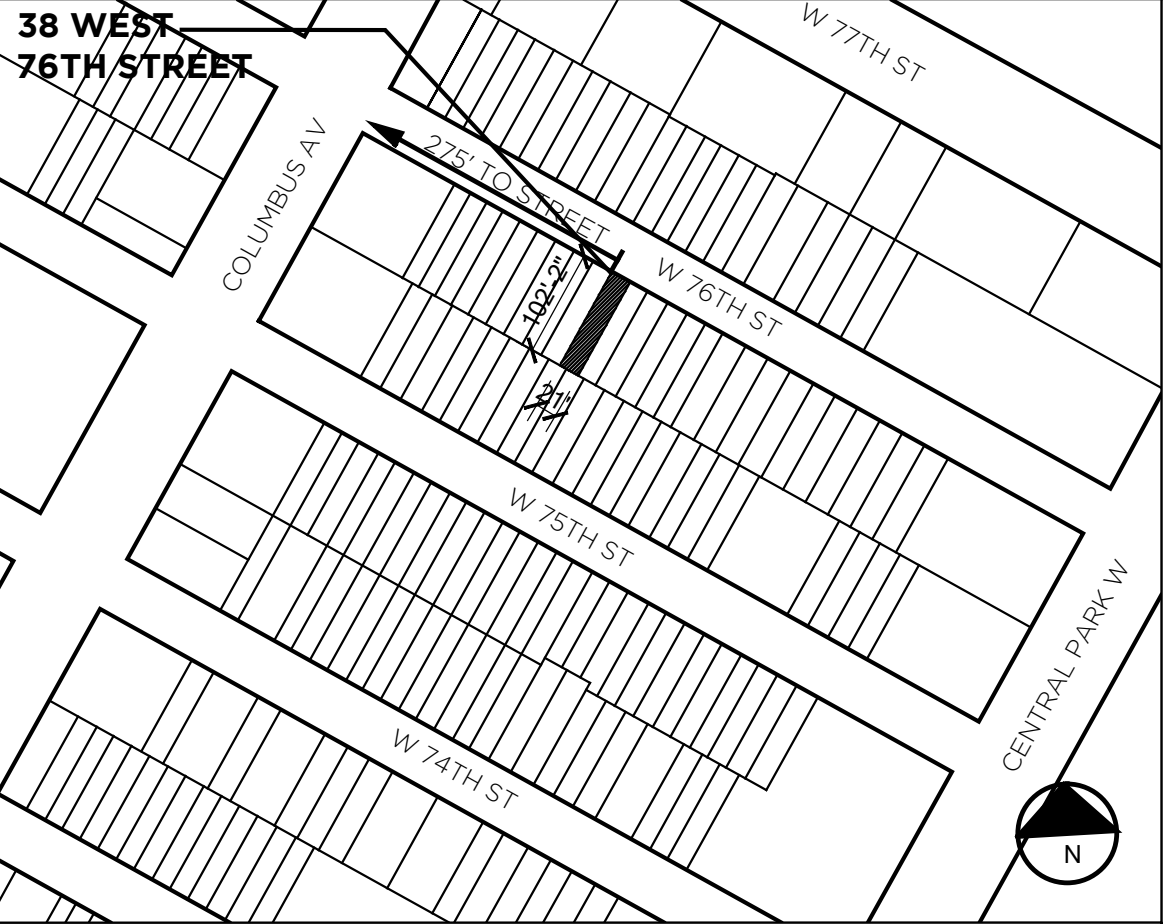 38 WEST
76TH STREET
W 77TH ST
COLUMBUS AV
275' TO STREET
W 76TH ST
102'-2"
21'
W 75TH ST
CENTRAL PARK W
W 74TH ST
N